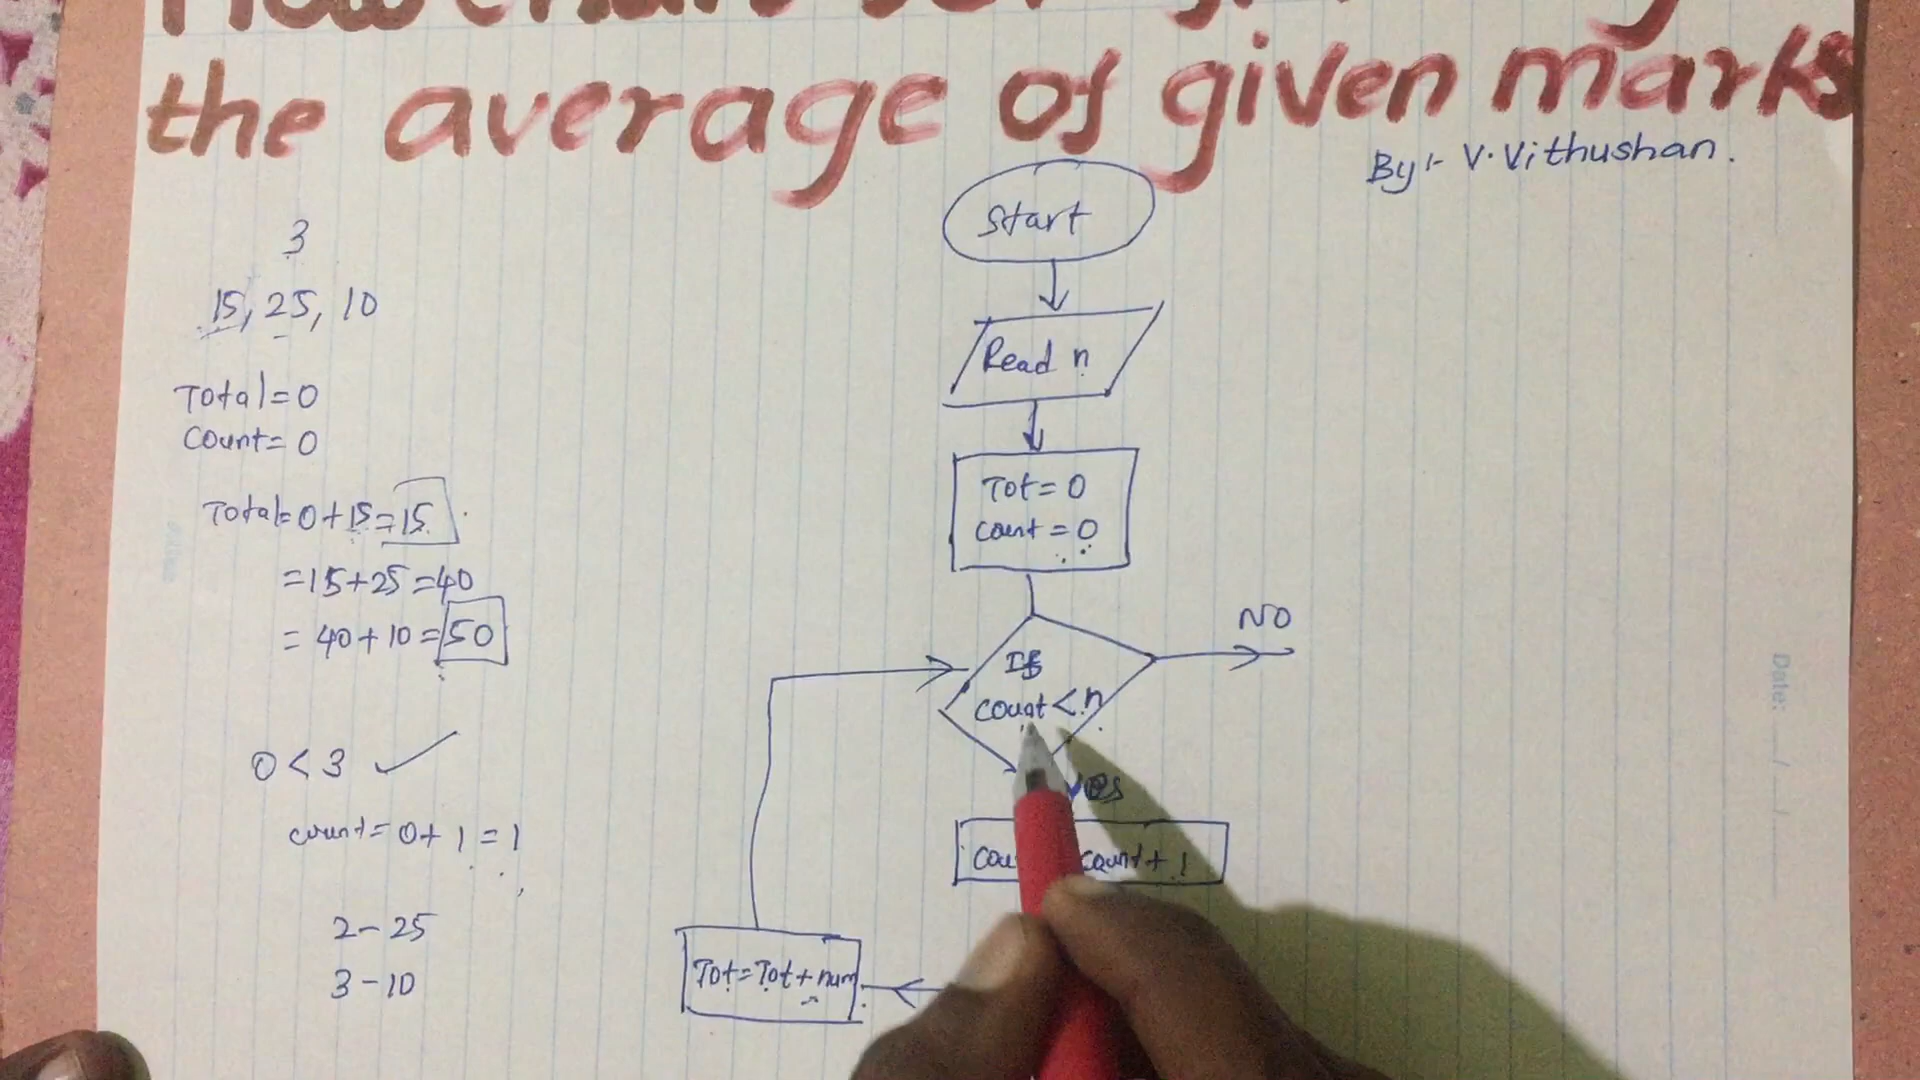 the average of given marks
By:- V.Vithushan.
3
15, 25, 10
Total=0
Count=0
Total=0+15=15
=15+25=40
=40+10=50
0<3 ✓
count=0+1=1
2-25
3-10
Start
Read n
Tot=0
count=0
If
count<n
NO
yes
count+1
Tot=Tot+num
Date: